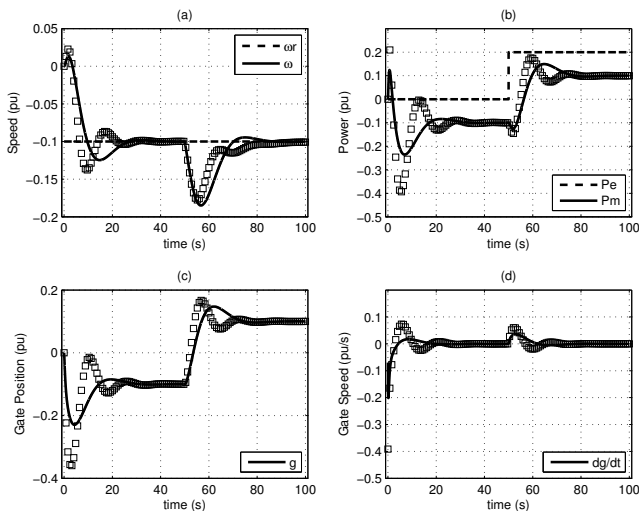 (a)
0.05
0
−0.05
−0.1
−0.15
−0.2
Speed (pu)
0 20 40 60 80 100
time (s)
ωr
ω
(b)
0.2
0.1
0
−0.1
−0.2
−0.3
−0.4
−0.5
Power (pu)
0 20 40 60 80 100
time (s)
Pe
Pm
(c)
0.2
0
−0.2
−0.4
Gate Position (pu)
0 20 40 60 80 100
time (s)
g
(d)
0.1
0
−0.1
−0.2
−0.3
−0.4
−0.5
Gate Speed (pu/s)
0 20 40 60 80 100
time (s)
dg/dt